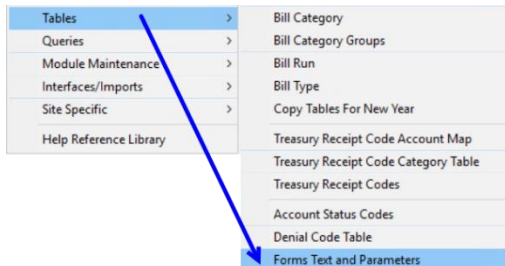 Tables
Queries
Module Maintenance
Interfaces/Imports
Site Specific
Help Reference Library
Bill Category
Bill Category Groups
Bill Run
Bill Type
Copy Tables For New Year
Treasury Receipt Code Account Map
Treasury Receipt Code Category Table
Treasury Receipt Codes
Account Status Codes
Denial Code Table
Forms Text and Parameters